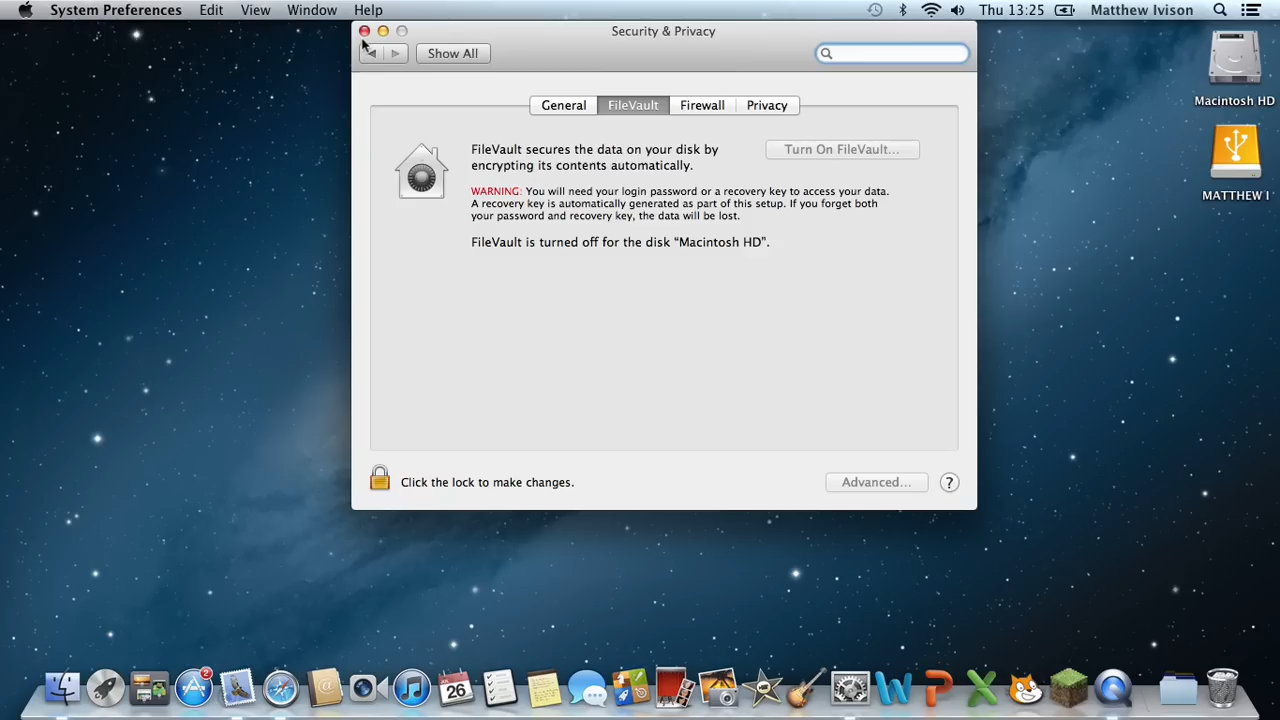 System Preferences Edit View Window Help Thu 13:25 Matthew Ivison
Security & Privacy
Show All
General FileVault Firewall Privacy
FileVault secures the data on your disk by
encrypting its contents automatically.
Turn On FileVault...
WARNING: You will need your login password or a recovery key to access your data.
A recovery key is automatically generated as part of this setup. If you forget both
your password and recovery key, the data will be lost.
FileVault is turned off for the disk “Macintosh HD”.
Click the lock to make changes.
Advanced... ?
Macintosh HD
MATTHEW I
2
26
W P X